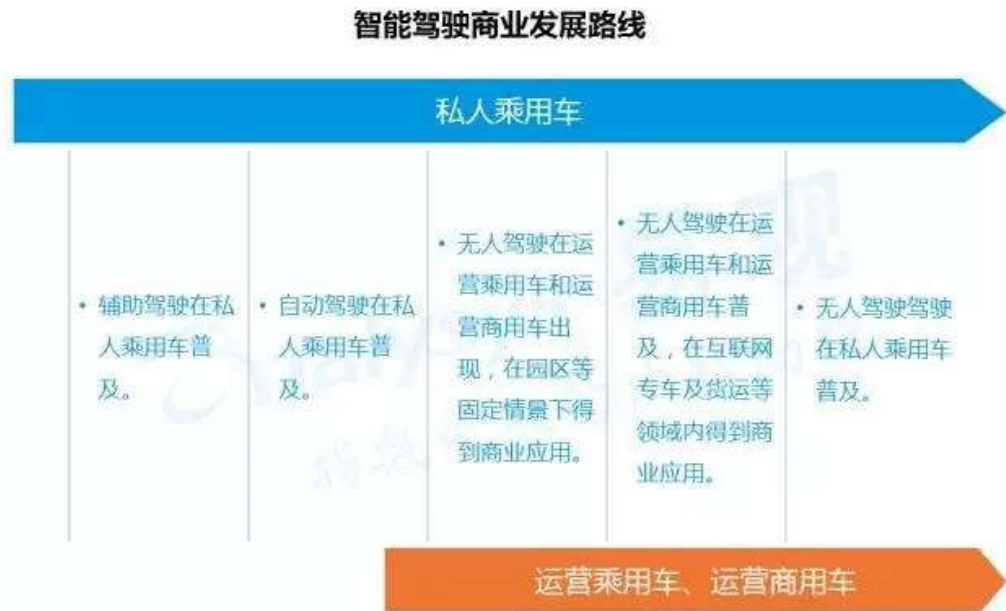 智能驾驶商业发展路线
私人乘用车
• 辅助驾驶在私
人乘用车普
及。
• 自动驾驶在私
人乘用车普
及。
• 无人驾驶在运
营乘用车和运
营商用车出
现，在园区等
固定情景下得
到商业应用。
• 无人驾驶在运
营乘用车和运
营商用车普
及，在互联网
专车及货运等
领域内得到商
业应用。
• 无人驾驶驾驶
在私人乘用车
普及。
运营乘用车、运营商用车